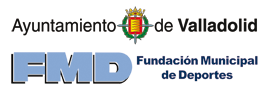 Ayuntamiento de Valladolid
FMD Fundación Municipal
de Deportes